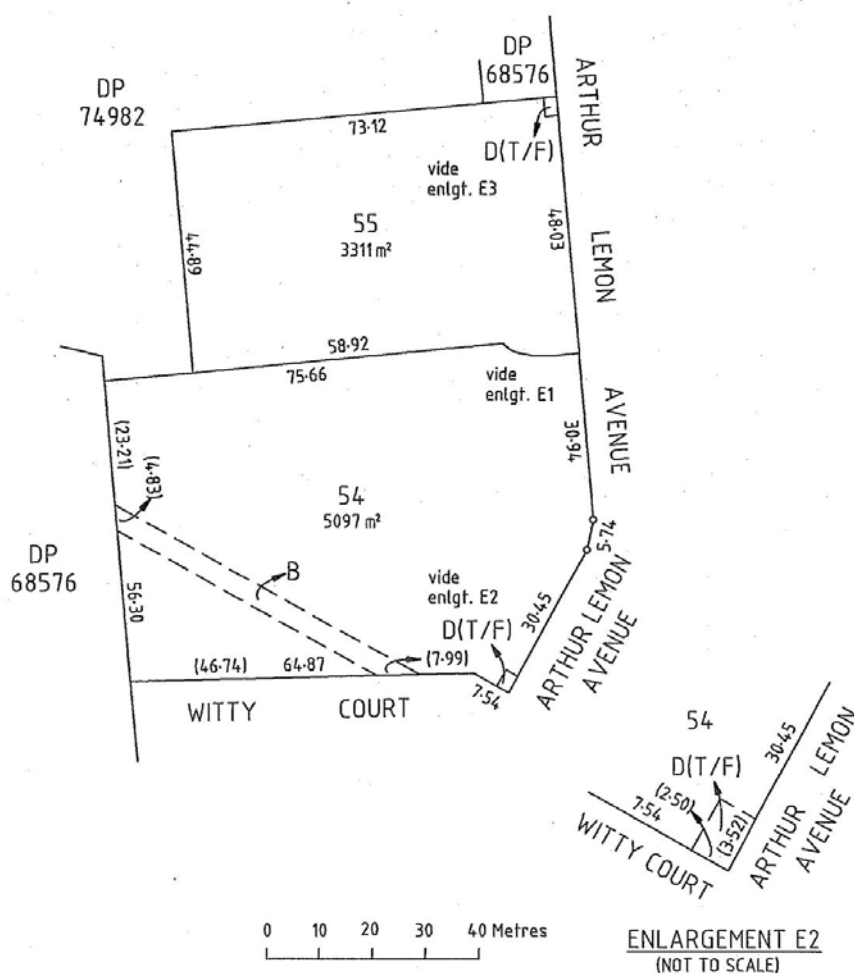 DP
68576
DP
74982
ARTHUR
LEMON
AVENUE
73·12
D(T/F)
vide
enlgt. E3
55
3311 m²
44·89
48·03
58·92
75·66
vide
enlgt. E1
30·94
(23·21)
(4·83)
54
5097 m²
5·74
DP
68576
56·30
B
vide
enlgt. E2
D(T/F)
30·45
ARTHUR LEMON
AVENUE
(46·74)
64·87
(7·99)
7·54
WITTY COURT
54
D(T/F)
30·45
7·54
(2·50)
(3·52)
WITTY COURT
ARTHUR LEMON
AVENUE
0 10 20 30 40 Metres
ENLARGEMENT E2
(NOT TO SCALE)